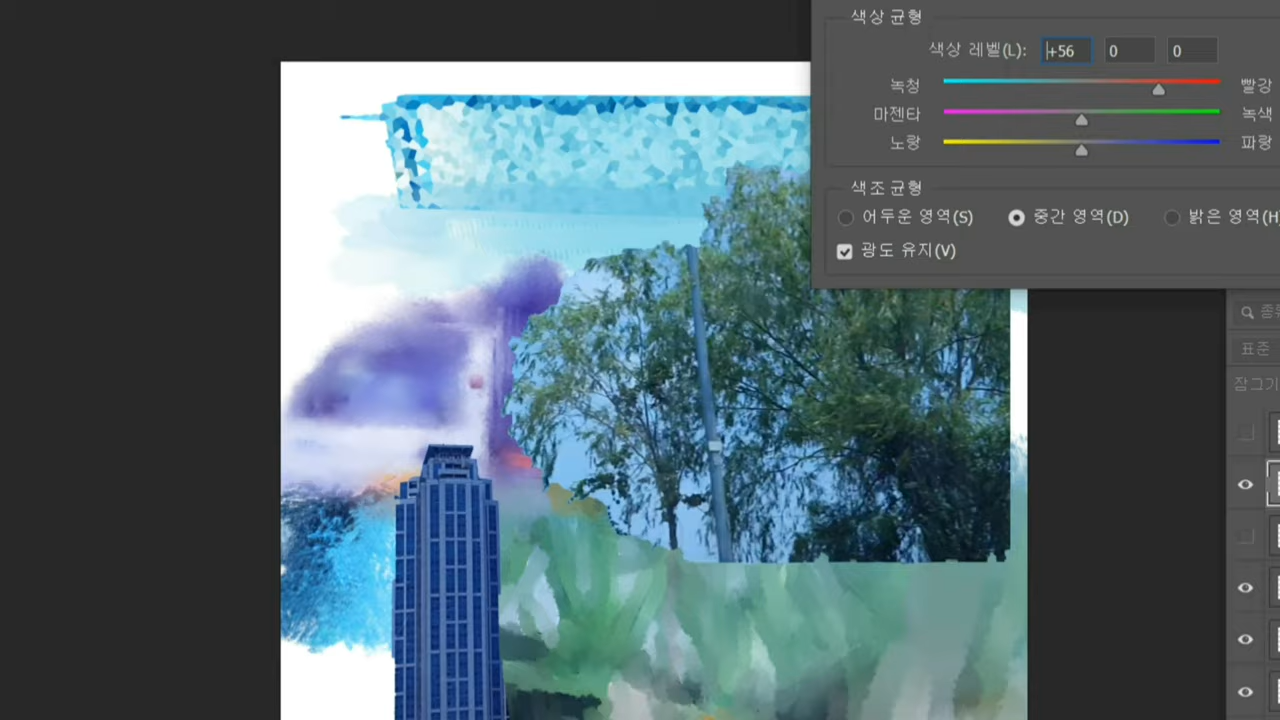 색상 균형
색상 레벨(L): +56 0 0
녹청 빨강
마젠타 녹색
노랑 파랑
색조 균형
어두운 영역(S) 중간 영역(D) 밝은 영역(H
광도 유지(V)
표준
잠그기